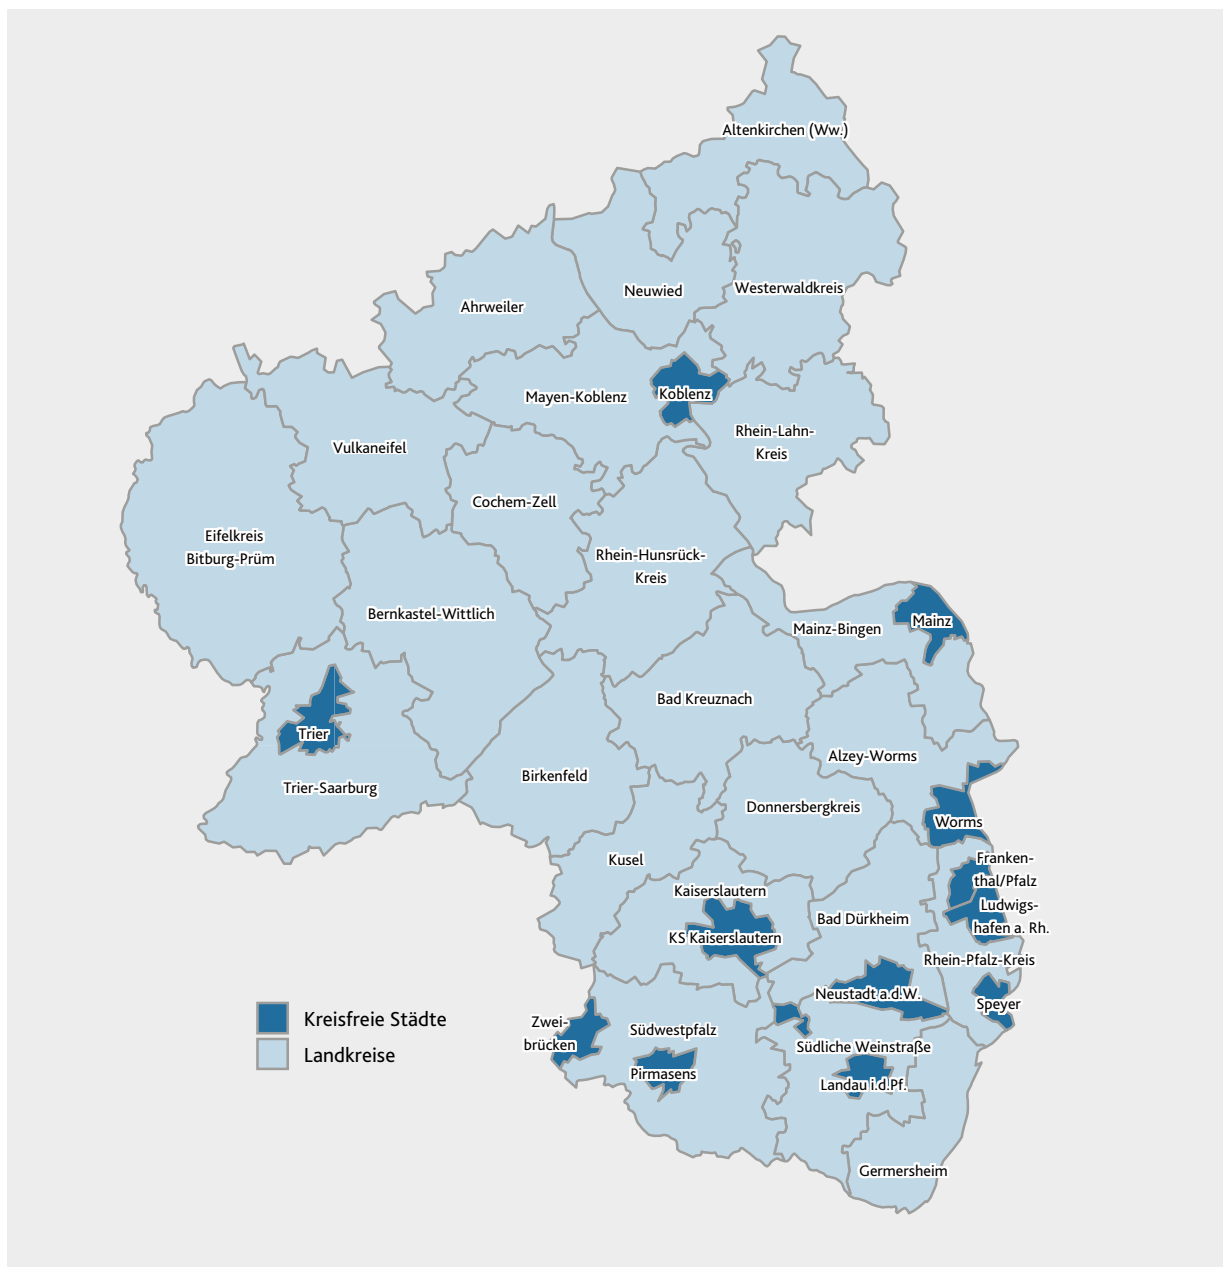 Altenkirchen (Ww.)
Neuwied
Westerwaldkreis
Ahrweiler
Mayen-Koblenz
Koblenz
Rhein-Lahn-
Kreis
Vulkaneifel
Cochem-Zell
Eifelkreis
Bitburg-Prüm
Rhein-Hunsrück-
Kreis
Bernkastel-Wittlich
Mainz-Bingen
Mainz
Bad Kreuznach
Trier
Trier-Saarburg
Birkenfeld
Alzey-Worms
Donnersbergkreis
Worms
Kusel
Franken-
thal/Pfalz
Kaiserslautern
Ludwigs-
hafen a. Rh.
Bad Dürkheim
KS Kaiserslautern
Rhein-Pfalz-Kreis
Neustadt a.d.W.
Speyer
Zwei-
brücken
Südwestpfalz
Südliche Weinstraße
Pirmasens
Landau i.d.Pf.
Germersheim
Kreisfreie Städte
Landkreise